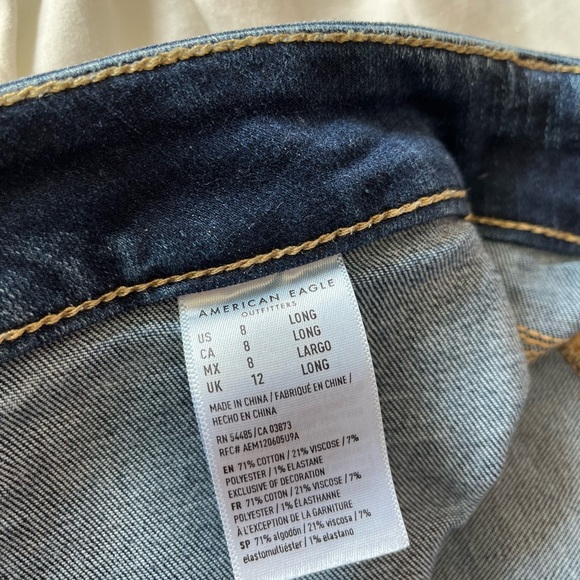 AMERICAN EAGLE
OUTFITTERS
US 8 LONG
CA 8 LONG
MX 8 LARGO
UK 12 LONG
MADE IN CHINA / FABRIQUÉ EN CHINE /
HECHO EN CHINA
RN 54485 / CA 03873
RFC# AEM120605U9A
EN 71% COTTON / 21% VISCOSE / 7%
POLYESTER / 1% ELASTANE
EXCLUSIVE OF DECORATION
FR 71% COTON / 21% VISCOSE / 7%
POLYESTER / 1% ÉLASTHANNE
À L'EXCEPTION DE LA GARNITURE
SP 71% algodón / 21% viscosa / 7%
elastomultiéster / 1% elastano